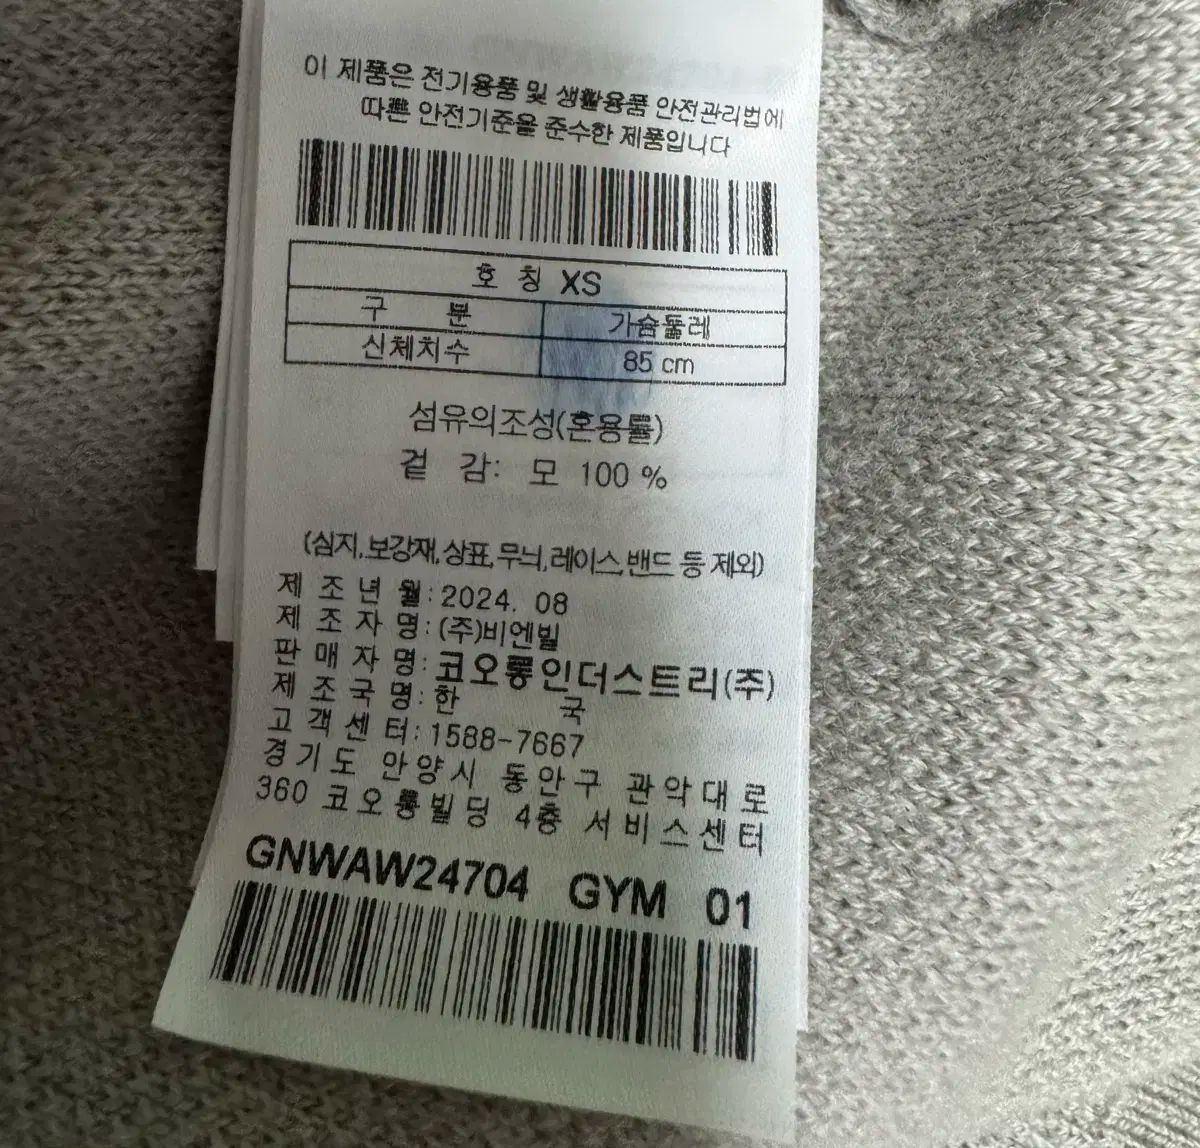 이 제품은 전기용품 및 생활용품 안전관리법에
따른 안전기준을 준수한 제품입니다
호 칭 XS
구 분 가슴둘레
신체치수 85 cm
섬유의조성(혼용률)
겉 감: 모 100 %
(심지,보강재,상표,무늬,레이스,밴드 등 제외)
제 조 년 월:2024. 08
제 조 자 명:(주)비엔빌
판 매 자 명:코오롱인더스트리(주)
제 조 국 명:한 국
고 객 센 터:1588-7667
경기도 안양시 동안구 관악대로
360 코오롱빌딩 4층 서비스센터
GNWAW24704 GYM 01